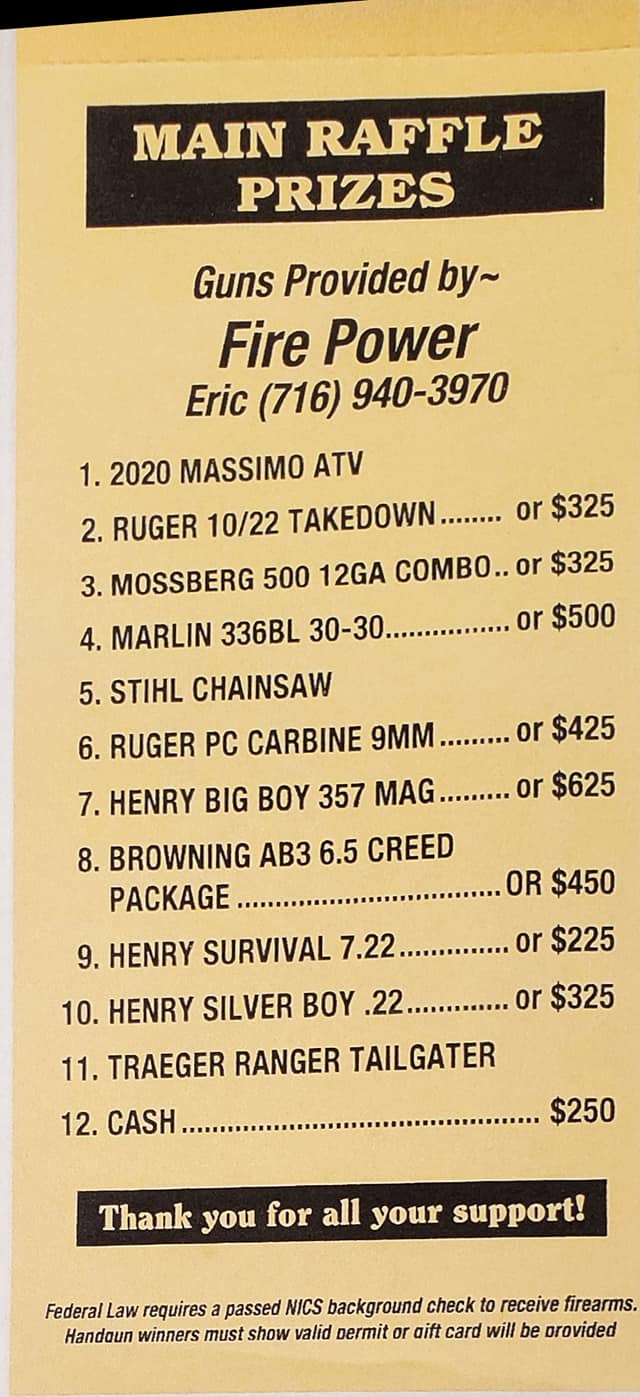 MAIN RAFFLE
PRIZES
Guns Provided by~
Fire Power
Eric (716) 940-3970
1. 2020 MASSIMO ATV
2. RUGER 10/22 TAKEDOWN........ or $325
3. MOSSBERG 500 12GA COMBO.. or $325
4. MARLIN 336BL 30-30................ or $500
5. STIHL CHAINSAW
6. RUGER PC CARBINE 9MM......... or $425
7. HENRY BIG BOY 357 MAG......... or $625
8. BROWNING AB3 6.5 CREED
PACKAGE.................................. OR $450
9. HENRY SURVIVAL 7.22.............. or $225
10. HENRY SILVER BOY .22............. or $325
11. TRAEGER RANGER TAILGATER
12. CASH.............................................. $250
Thank you for all your support!
Federal Law requires a passed NICS background check to receive firearms.
Handgun winners must show valid permit or gift card will be provided